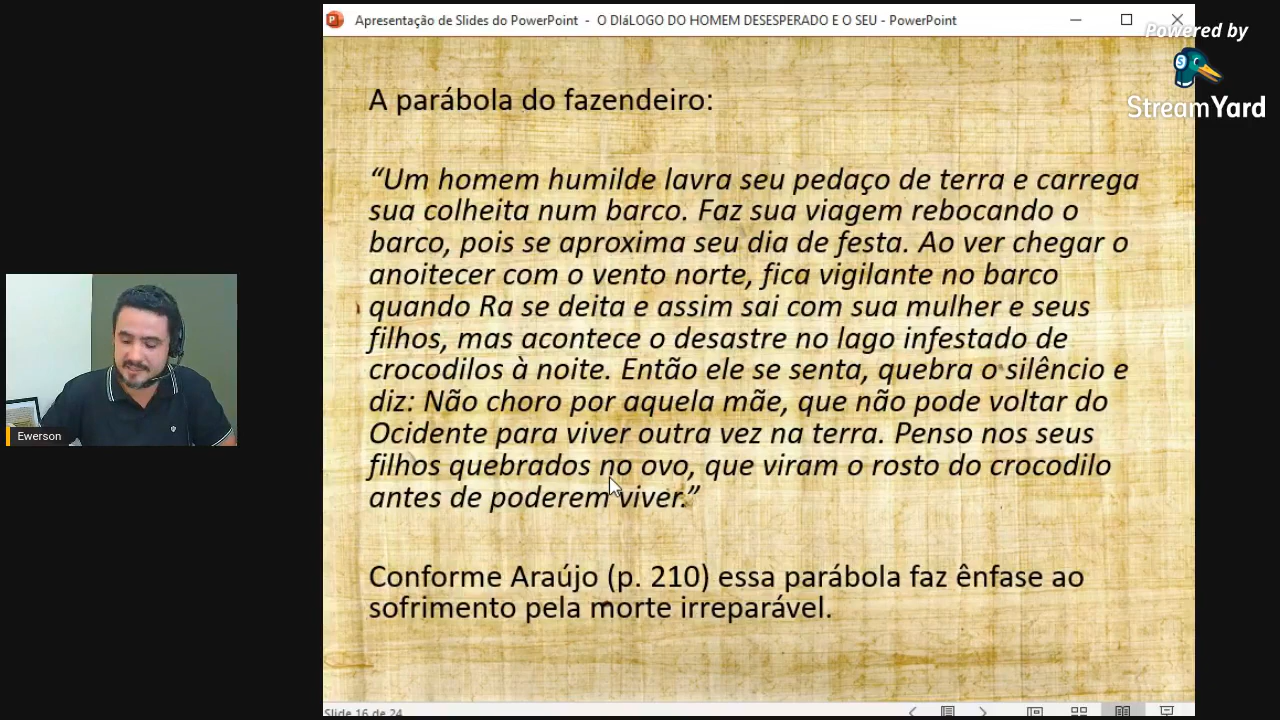 Apresentação de Slides do PowerPoint - O DIáLOGO DO HOMEM DESESPERADO E O SEU - PowerPoint
Powered by
StreamYard
A parábola do fazendeiro:
“Um homem humilde lavra seu pedaço de terra e carrega
sua colheita num barco. Faz sua viagem rebocando o
barco, pois se aproxima seu dia de festa. Ao ver chegar o
anoitecer com o vento norte, fica vigilante no barco
quando Ra se deita e assim sai com sua mulher e seus
filhos, mas acontece o desastre no lago infestado de
crocodilos à noite. Então ele se senta, quebra o silêncio e
diz: Não choro por aquela mãe, que não pode voltar do
Ocidente para viver outra vez na terra. Penso nos seus
filhos quebrados no ovo, que viram o rosto do crocodilo
antes de poderem viver.”
Conforme Araújo (p. 210) essa parábola faz ênfase ao
sofrimento pela morte irreparável.
Ewerson
Slide 16 de 24